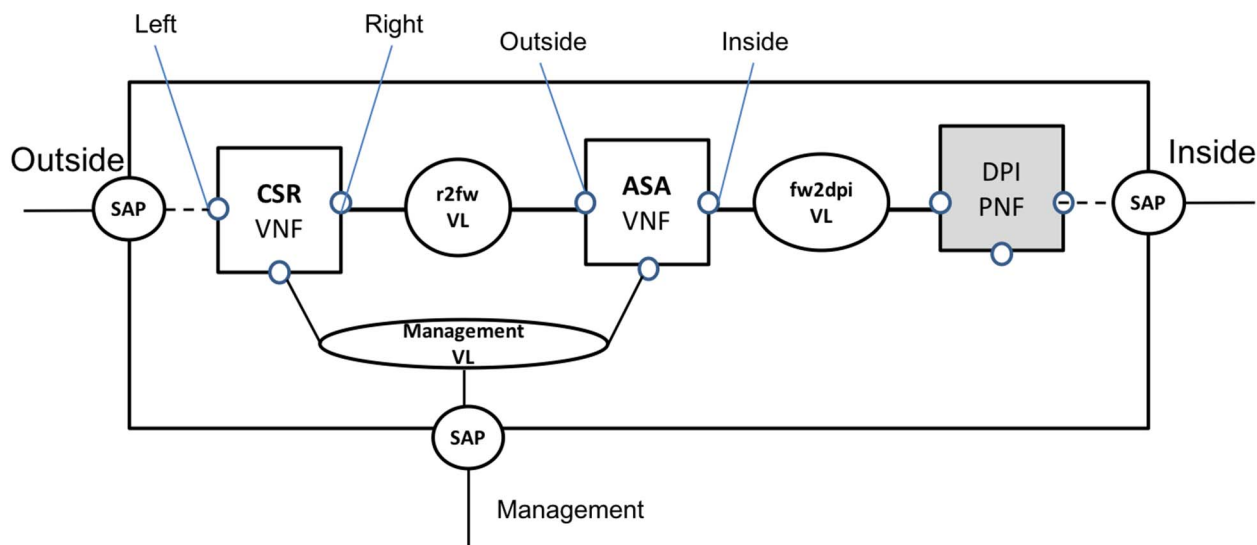 Left
Right
Outside
Inside
Outside
Inside
SAP
CSR
VNF
r2fw
VL
ASA
VNF
fw2dpi
VL
DPI
PNF
SAP
Management
VL
SAP
Management